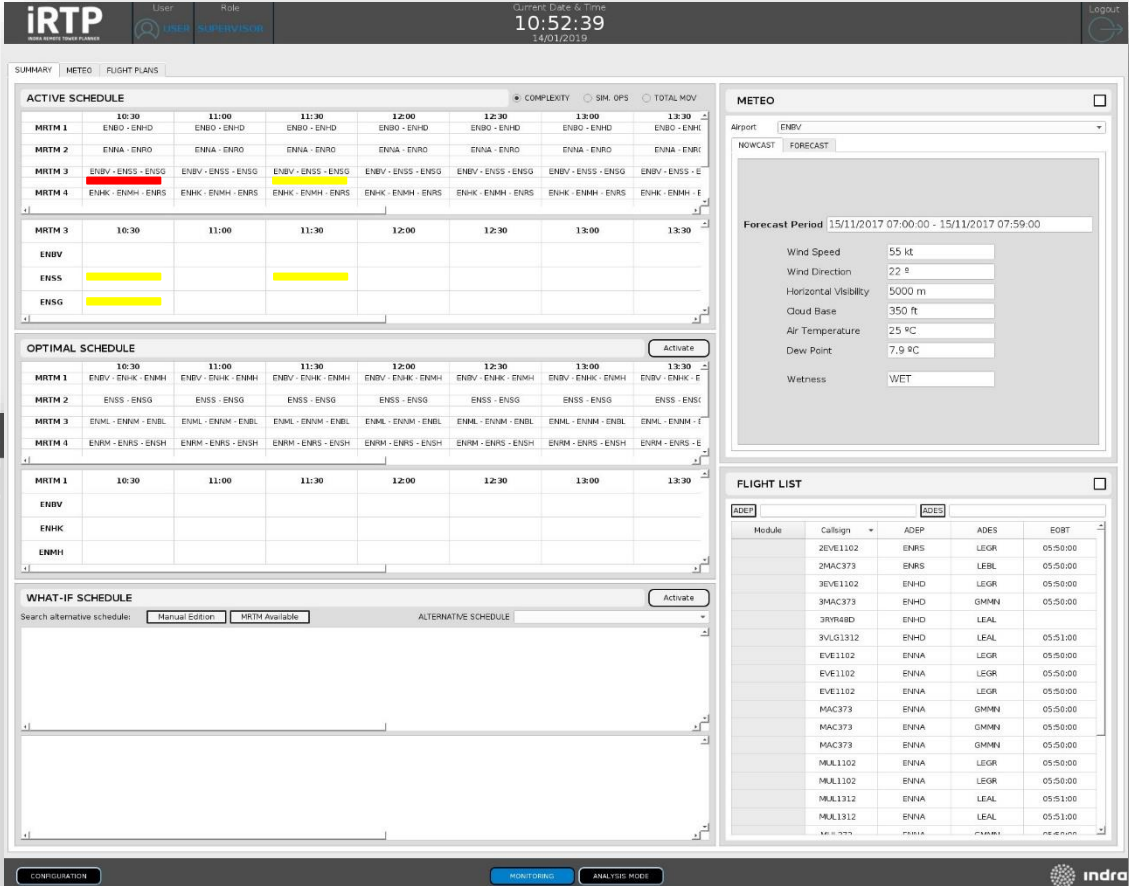 iRTP
INDRA REMOTE TOWER PLANNER
User
USER
Role
SUPERVISOR
Current Date & Time
10:52:39
14/01/2019
Logout
SUMMARY METEO FLIGHT PLANS
ACTIVE SCHEDULE COMPLEXITY SIM. OPS TOTAL MOV
10:30 11:00 11:30 12:00 12:30 13:00 13:30
MRTM 1 ENBO - ENHD ENBO - ENHD ENBO - ENHD ENBO - ENHD ENBO - ENHD ENBO - ENHD ENBO - ENH
MRTM 2 ENNA - ENRO ENNA - ENRO ENNA - ENRO ENNA - ENRO ENNA - ENRO ENNA - ENRO ENNA - ENR
MRTM 3 ENBV - ENSS - ENSG ENBV - ENSS - ENSG ENBV - ENSS - ENSG ENBV - ENSS - ENSG ENBV - ENSS - ENSG ENBV - ENSS - ENSG ENBV - ENSS - E
MRTM 4 ENHK - ENMH - ENRS ENHK - ENMH - ENRS ENHK - ENMH - ENRS ENHK - ENMH - ENRS ENHK - ENMH - ENRS ENHK - ENMH - ENRS ENHK - ENMH - E
MRTM 3 10:30 11:00 11:30 12:00 12:30 13:00 13:30
ENBV
ENSS
ENSG
OPTIMAL SCHEDULE Activate
10:30 11:00 11:30 12:00 12:30 13:00 13:30
MRTM 1 ENBV - ENHK - ENMH ENBV - ENHK - ENMH ENBV - ENHK - ENMH ENBV - ENHK - ENMH ENBV - ENHK - ENMH ENBV - ENHK - ENMH ENBV - ENHK - E
MRTM 2 ENSS - ENSG ENSS - ENSG ENSS - ENSG ENSS - ENSG ENSS - ENSG ENSS - ENSG ENSS - ENS
MRTM 3 ENML - ENNM - ENBL ENML - ENNM - ENBL ENML - ENNM - ENBL ENML - ENNM - ENBL ENML - ENNM - ENBL ENML - ENNM - ENBL ENML - ENNM - E
MRTM 4 ENRM - ENRS - ENSH ENRM - ENRS - ENSH ENRM - ENRS - ENSH ENRM - ENRS - ENSH ENRM - ENRS - ENSH ENRM - ENRS - ENSH ENRM - ENRS - E
MRTM 1 10:30 11:00 11:30 12:00 12:30 13:00 13:30
ENBV
ENHK
ENMH
WHAT-IF SCHEDULE Activate
Search alternative schedule: Manual Edition MRTM Available ALTERNATIVE SCHEDULE
METEO
Airport ENBV
NOWCAST FORECAST
Forecast Period 15/11/2017 07:00:00 - 15/11/2017 07:59:00
Wind Speed 55 kt
Wind Direction 22 º
Horizontal Visibility 5000 m
Cloud Base 350 ft
Air Temperature 25 ºC
Dew Point 7.9 ºC
Wetness WET
FLIGHT LIST
ADEP ADES
Module Callsign ADEP ADES EOBT
2EVE1102 ENRS LEGR 05:50:00
2MAC373 ENRS LEBL 05:50:00
3EVE1102 ENHD LEGR 05:50:00
3MAC373 ENHD GMMN 05:50:00
3RYR48D ENHD LEAL
3VLG1312 ENHD LEAL 05:51:00
EVE1102 ENNA LEGR 05:50:00
EVE1102 ENNA LEGR 05:50:00
EVE1102 ENNA LEGR 05:50:00
MAC373 ENNA GMMN 05:50:00
MAC373 ENNA GMMN 05:50:00
MAC373 ENNA GMMN 05:50:00
MUL1102 ENNA LEGR 05:50:00
MUL1102 ENNA LEGR 05:50:00
MUL1312 ENNA LEAL 05:51:00
MUL1312 ENNA LEAL 05:51:00
CONFIGURATION MONITORING ANALYSIS MODE
indra